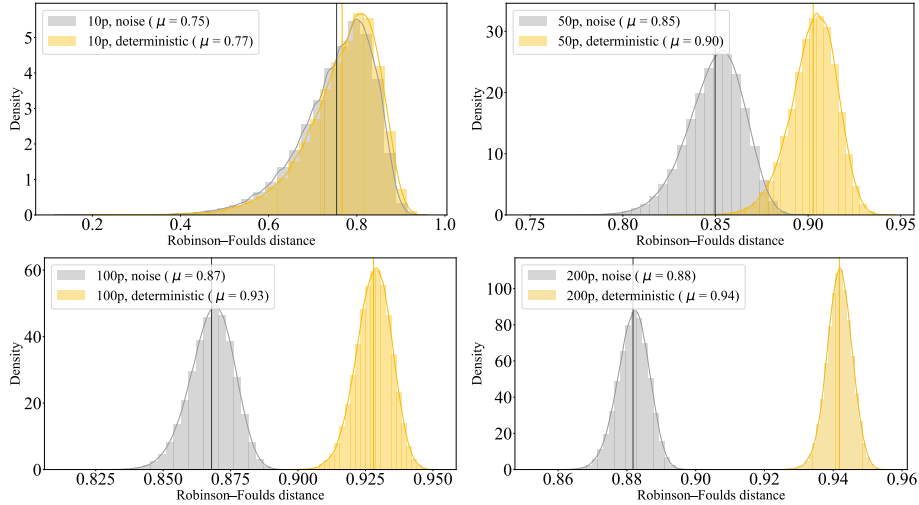 10p, noise ( μ = 0.75)
10p, deterministic ( μ = 0.77)
Density
5
4
3
2
1
0
0.2 0.4 0.6 0.8 1.0
Robinson–Foulds distance
50p, noise ( μ = 0.85)
50p, deterministic ( μ = 0.90)
Density
30
20
10
0
0.75 0.80 0.85 0.90 0.95
Robinson–Foulds distance
100p, noise ( μ = 0.87)
100p, deterministic ( μ = 0.93)
Density
60
40
20
0
0.825 0.850 0.875 0.900 0.925 0.950
Robinson–Foulds distance
200p, noise ( μ = 0.88)
200p, deterministic ( μ = 0.94)
Density
100
80
60
40
20
0
0.86 0.88 0.90 0.92 0.94 0.96
Robinson–Foulds distance